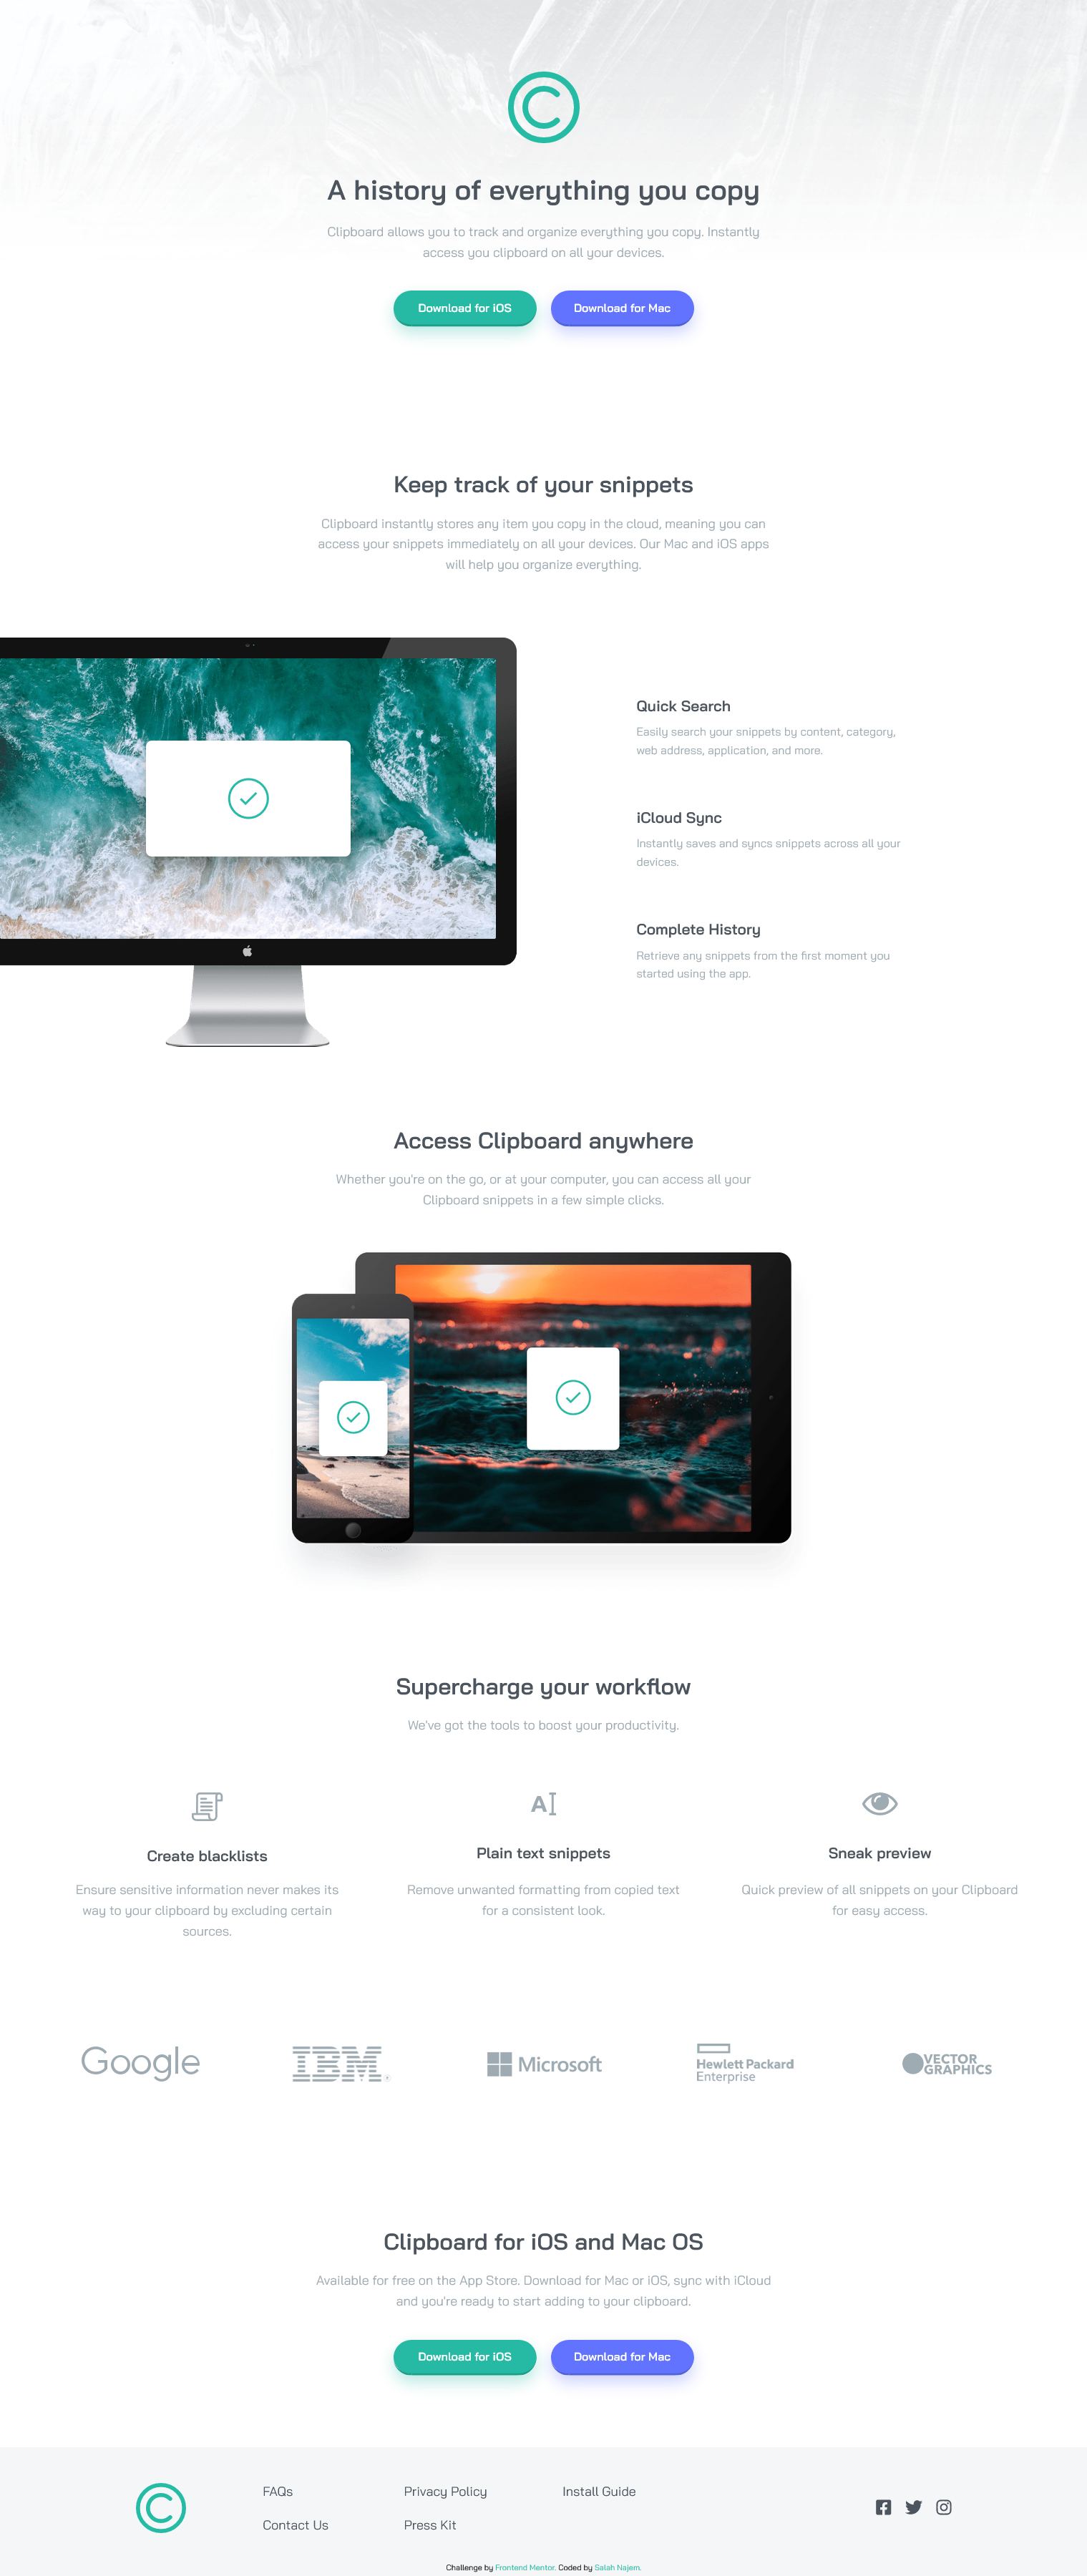 A history of everything you copy
Clipboard allows you to track and organize everything you copy. Instantly
access you clipboard on all your devices.
Download for iOS
Download for Mac
Keep track of your snippets
Clipboard instantly stores any item you copy in the cloud, meaning you can
access your snippets immediately on all your devices. Our Mac and iOS apps
will help you organize everything.
Quick Search
Easily search your snippets by content, category,
web address, application, and more.
iCloud Sync
Instantly saves and syncs snippets across all your
devices.
Complete History
Retrieve any snippets from the first moment you
started using the app.
Access Clipboard anywhere
Whether you're on the go, or at your computer, you can access all your
Clipboard snippets in a few simple clicks.
Supercharge your workflow
We've got the tools to boost your productivity.
Create blacklists
Ensure sensitive information never makes its
way to your clipboard by excluding certain
sources.
Plain text snippets
Remove unwanted formatting from copied text
for a consistent look.
Sneak preview
Quick preview of all snippets on your Clipboard
for easy access.
Google
IBM
Microsoft
Hewlett Packard
Enterprise
VECTOR
GRAPHICS
Clipboard for iOS and Mac OS
Available for free on the App Store. Download for Mac or iOS, sync with iCloud
and you're ready to start adding to your clipboard.
Download for iOS
Download for Mac
FAQs
Contact Us
Privacy Policy
Press Kit
Install Guide
Challenge by Frontend Mentor. Coded by Salah Najem.